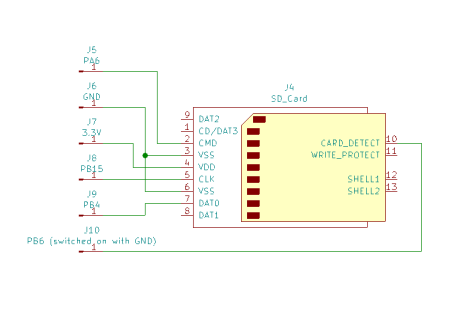 J5
PA6
1
J6
GND
1
J7
3.3V
1
J8
PB15
1
J9
PB4
1
J10
PB6 (switched on with GND)
1
J4
SD_Card
9 DAT2
1 CD/DAT3
2 CMD
3 VSS
4 VDD
5 CLK
6 VSS
7 DAT0
8 DAT1
CARD_DETECT 10
WRITE_PROTECT 11
SHELL1 12
SHELL2 13